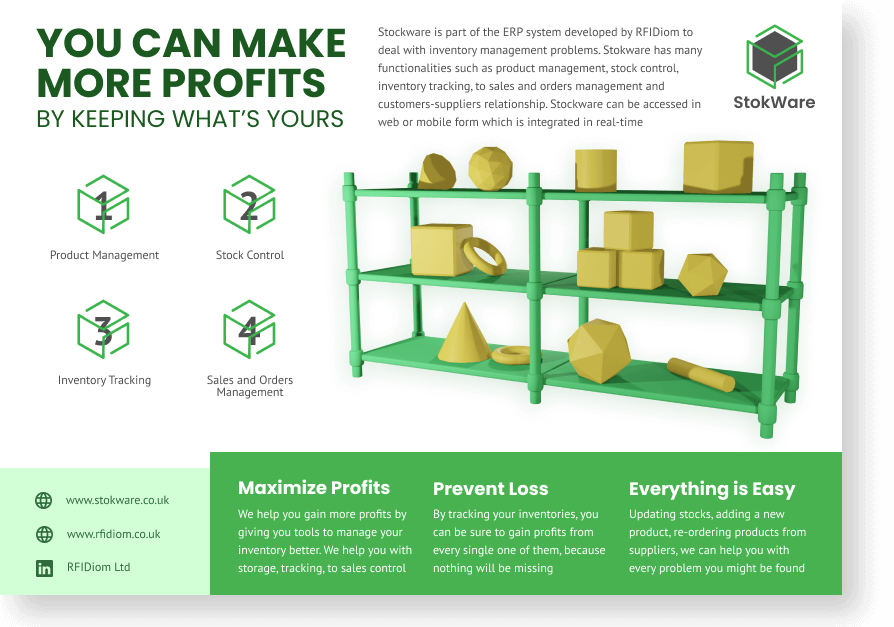 YOU CAN MAKE
MORE PROFITS
BY KEEPING WHAT'S YOURS
Stockware is part of the ERP system developed by RFIDiom to
deal with inventory management problems. Stokware has many
functionalities such as product management, stock control,
inventory tracking, to sales and orders management and
customers-suppliers relationship. Stockware can be accessed in
web or mobile form which is integrated in real-time
StokWare
1
Product Management
2
Stock Control
3
Inventory Tracking
4
Sales and Orders
Management
www.stokware.co.uk
www.rfidiom.co.uk
in
RFIDiom Ltd
Maximize Profits
We help you gain more profits by
giving you tools to manage your
inventory better. We help you with
storage, tracking, to sales control
Prevent Loss
By tracking your inventories, you
can be sure to gain profits from
every single one of them, because
nothing will be missing
Everything is Easy
Updating stocks, adding a new
product, re-ordering products from
suppliers, we can help you with
every problem you might be found